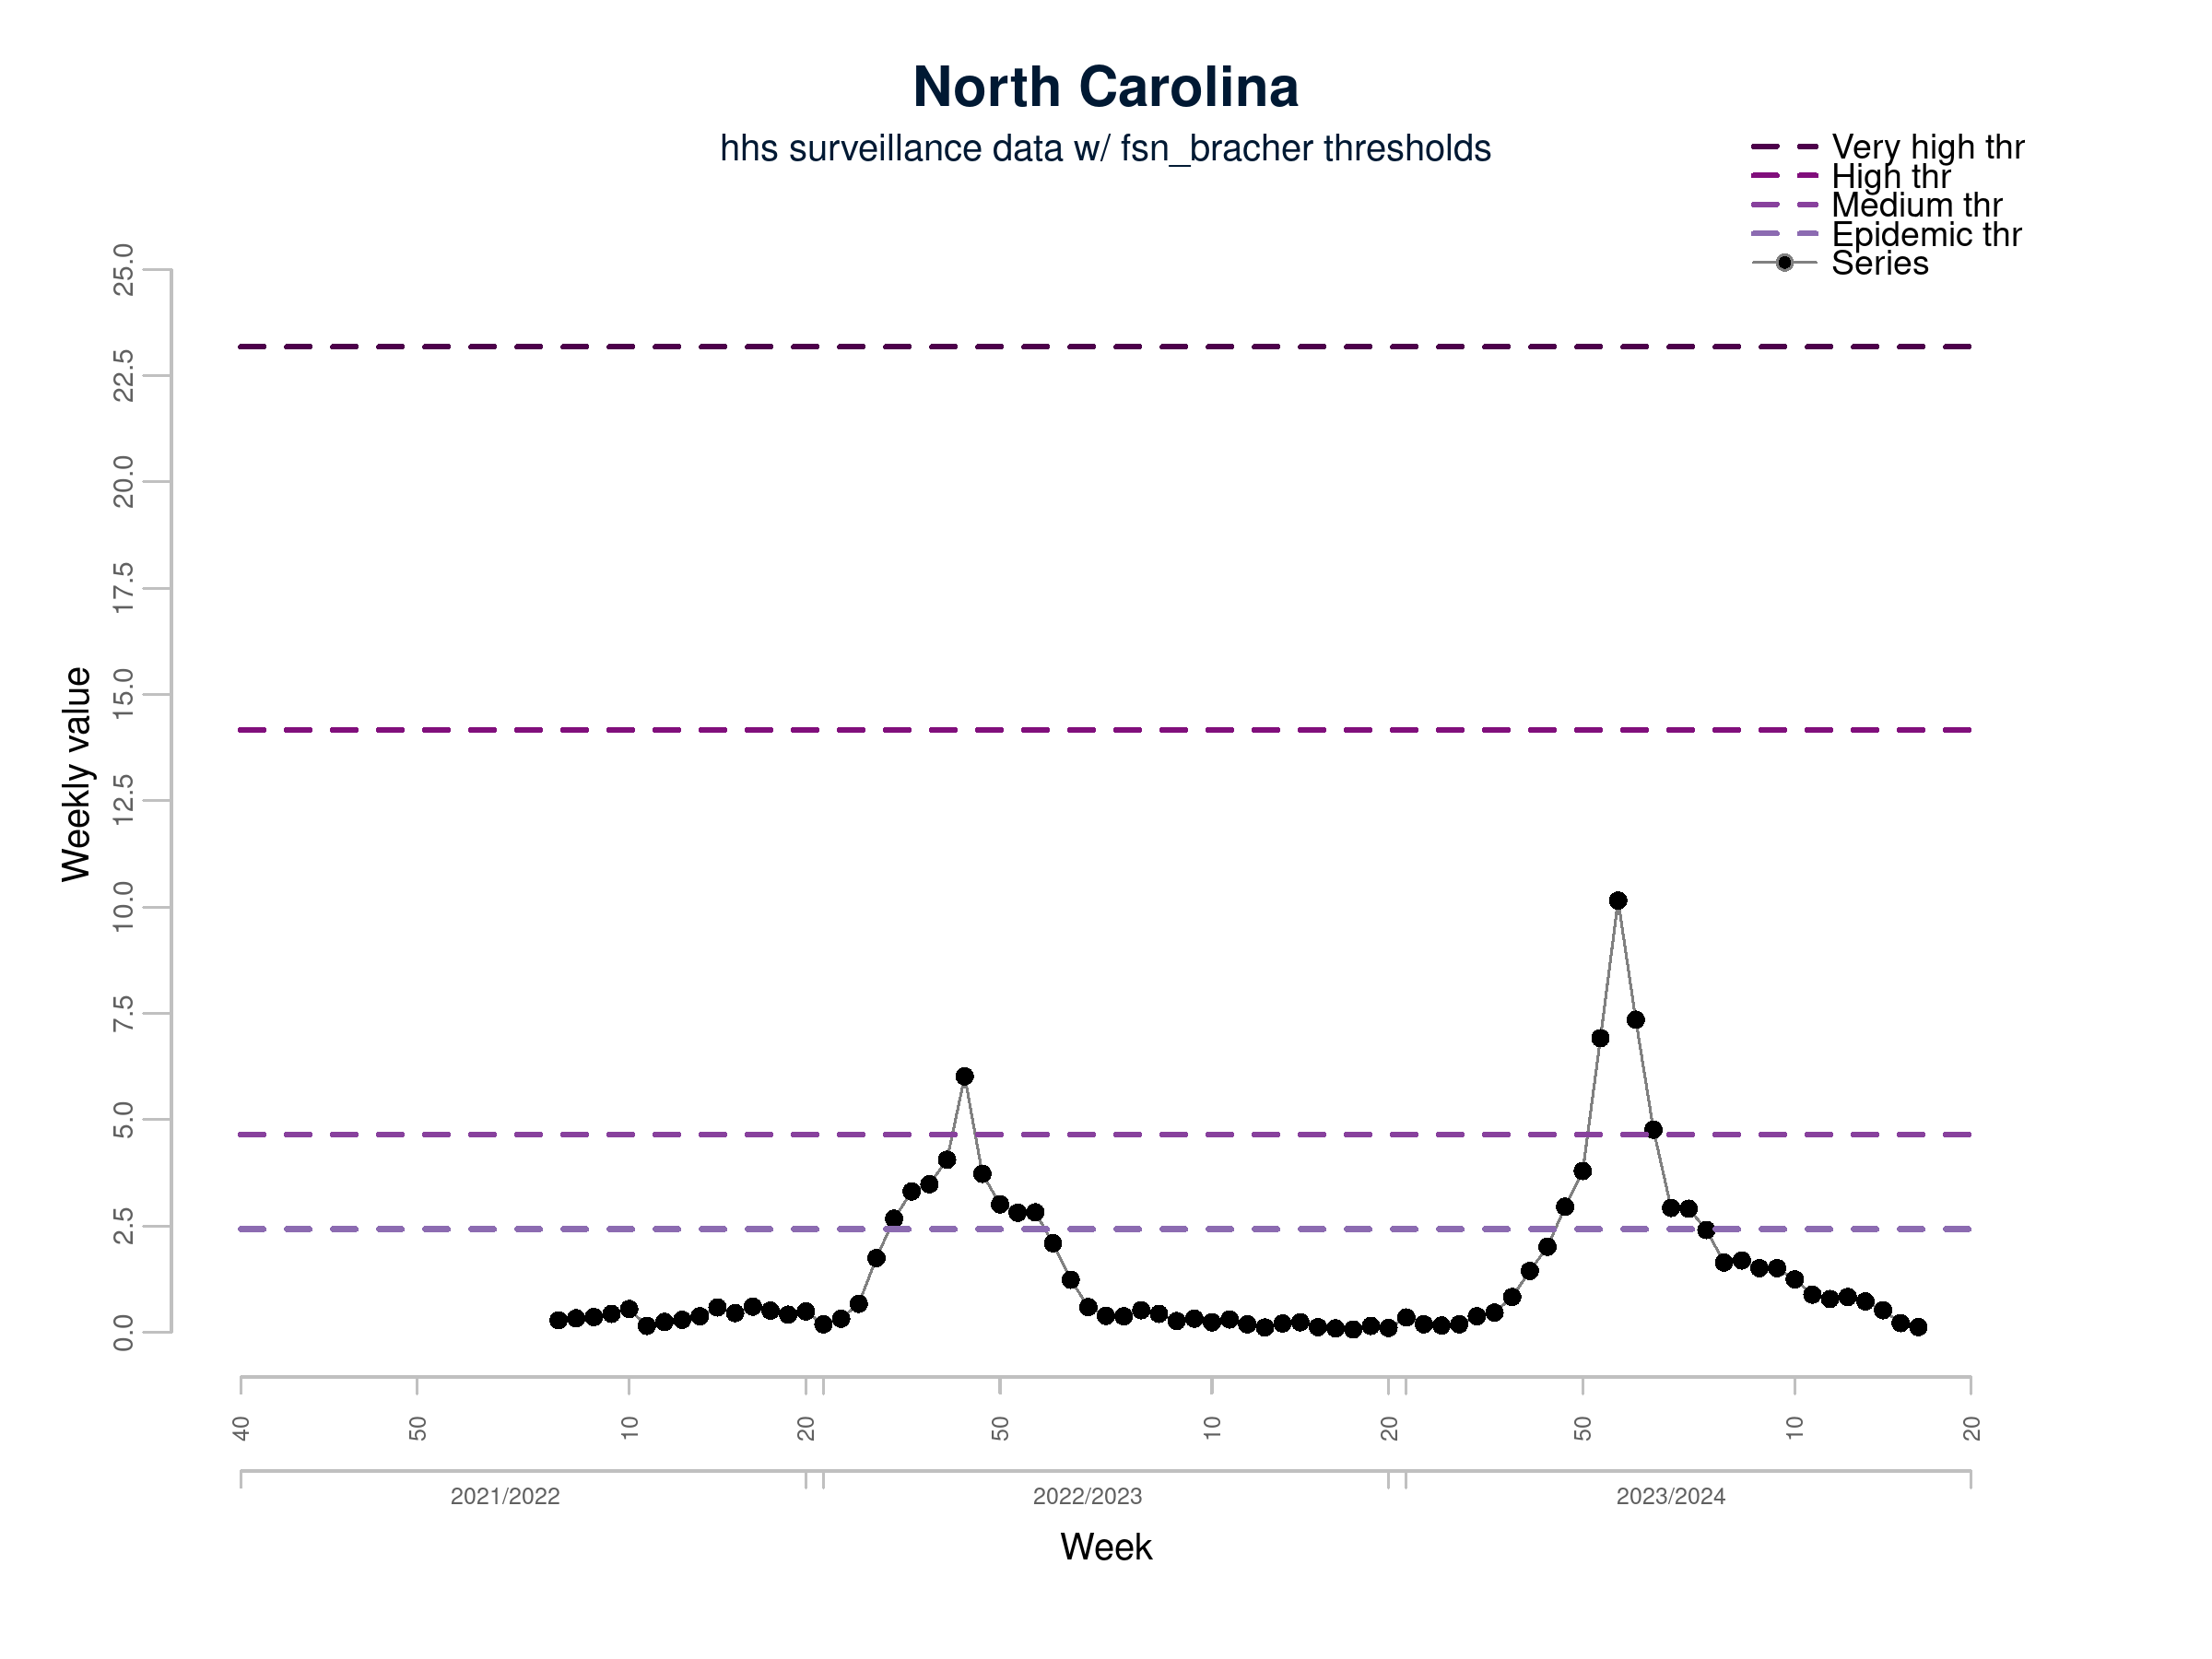 North Carolina
hhs surveillance data w/ fsn_bracher thresholds
Very high thr
High thr
Medium thr
Epidemic thr
Series
25.0
22.5
20.0
17.5
15.0
12.5
10.0
7.5
5.0
2.5
0.0
Weekly value
40 50 10 20 50 10 20 50 10 20
2021/2022 2022/2023 2023/2024
Week